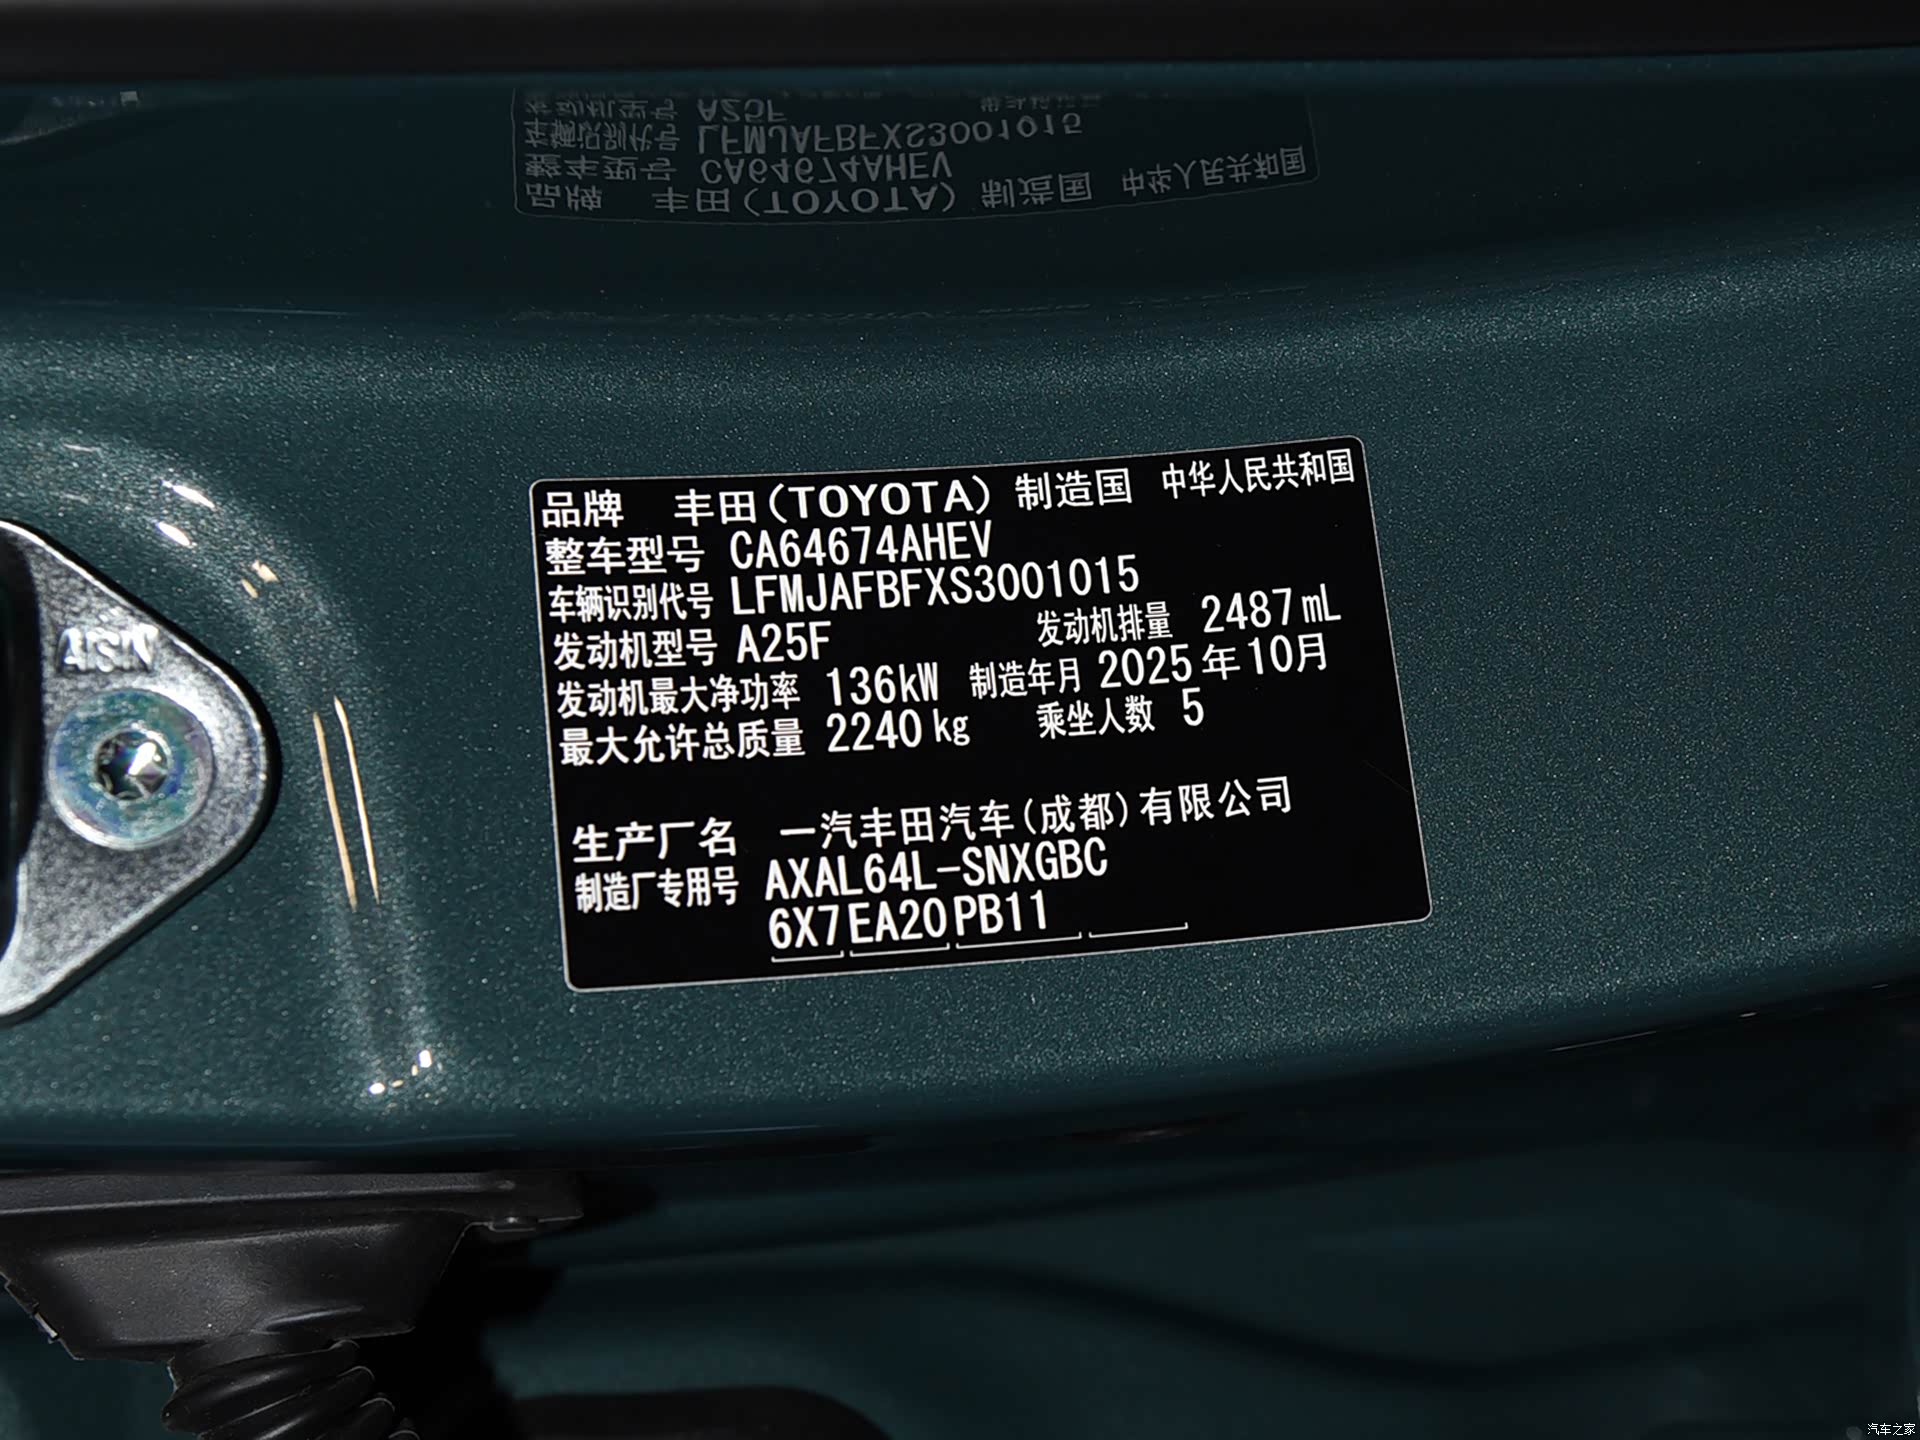 品牌 丰田(TOYOTA) 制造国 中华人民共和国
整车型号 CA64674AHEV
车辆识别代号 LFMJAFBFXS3001015
发动机型号 A25F 发动机排量 2487mL
发动机最大净功率 136kW 制造年月 2025年10月
最大允许总质量 2240kg 乘坐人数 5
生产厂名 一汽丰田汽车(成都)有限公司
制造厂专用号 AXAL64L-SNXGBC
6X7 EA20 PB11
AISIN
汽车之家